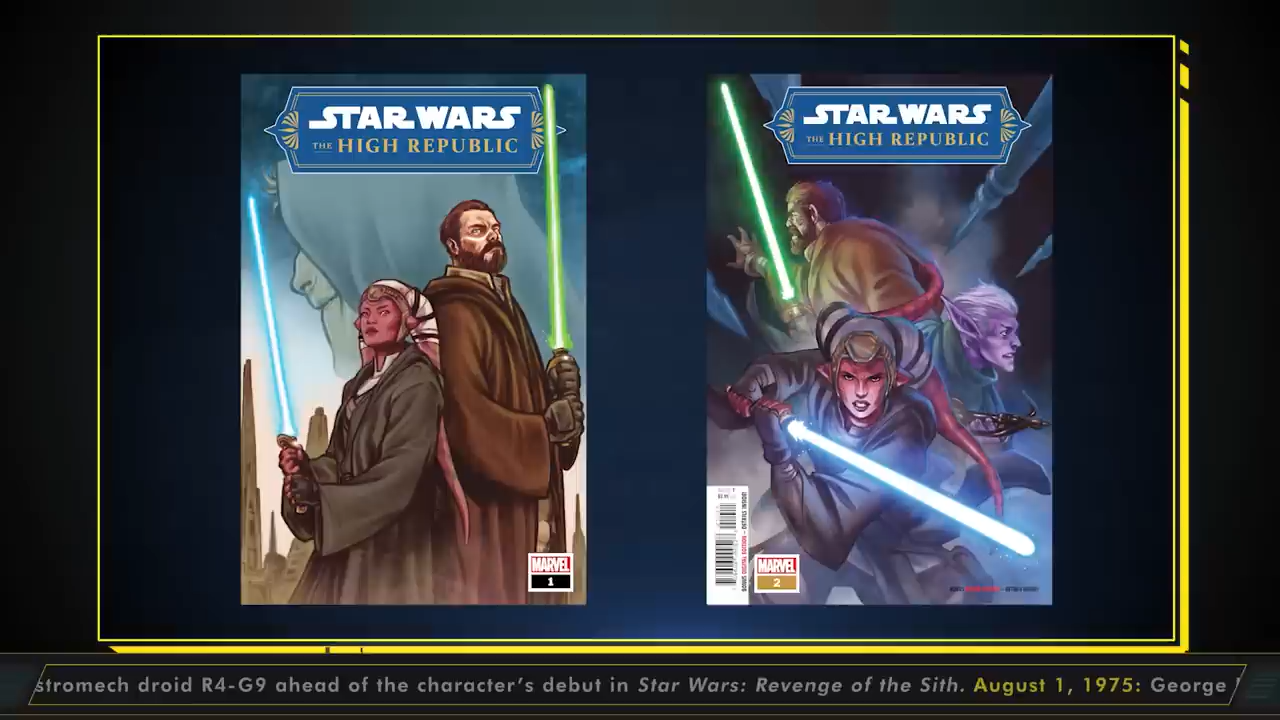 STAR WARS
THE HIGH REPUBLIC
MARVEL
1
STAR WARS
THE HIGH REPUBLIC
MARVEL
2
stromech droid R4-G9 ahead of the character's debut in Star Wars: Revenge of the Sith. August 1, 1975: George